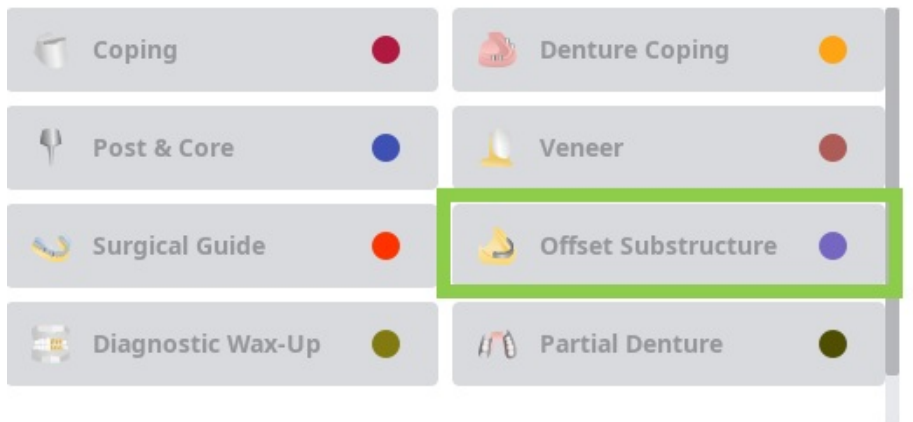 Coping
Denture Coping
Post & Core
Veneer
Surgical Guide
Offset Substructure
Diagnostic Wax-Up
Partial Denture